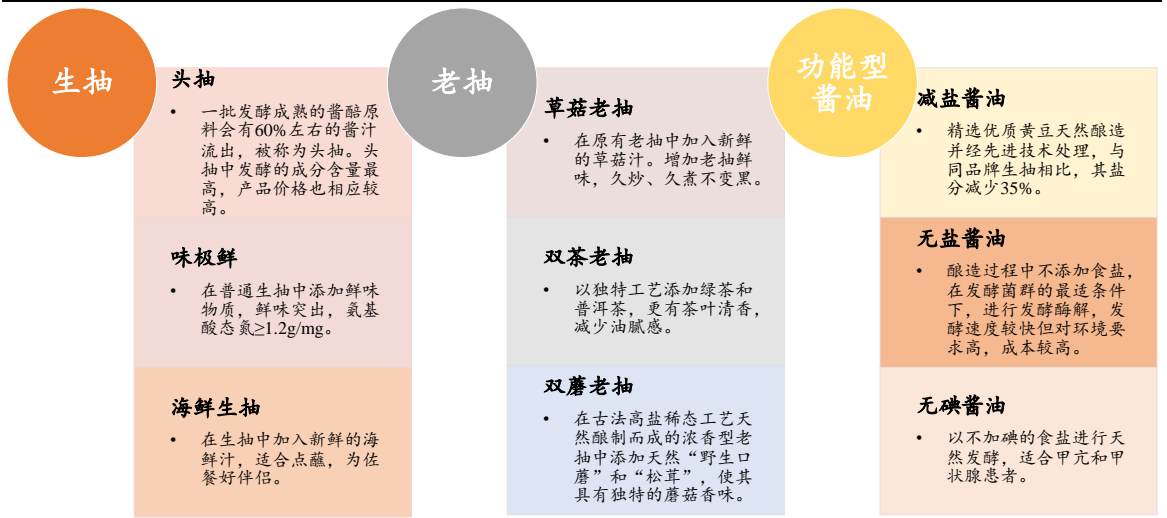 生抽
头抽
• 一批发酵成熟的酱醅原
料会有60%左右的酱汁
流出，被称为头抽。头
抽中发酵的成分含量最
高，产品价格也相应较
高。
味极鲜
• 在普通生抽中添加鲜味
物质，鲜味突出，氨基
酸态氮≥1.2g/mg。
海鲜生抽
• 在生抽中加入新鲜的海
鲜汁，适合点蘸，为佐
餐好伴侣。
老抽
草菇老抽
• 在原有老抽中加入新鲜
的草菇汁。增加老抽鲜
味，久炒、久煮不变黑。
双茶老抽
• 以独特工艺添加绿茶和
普洱茶，更有茶叶清香，
减少油腻感。
双蘑老抽
• 在古法高盐稀态工艺天
然酿制而成的浓香型老
抽中添加天然“野生口
蘑”和“松茸”，使其
具有独特的蘑菇香味。
功能型
酱油
减盐酱油
• 精选优质黄豆天然酿造
并经先进技术处理，与
同品牌生抽相比，其盐
分减少35%。
无盐酱油
• 酿造过程中不添加食盐，
在发酵菌群的最适条件
下，进行发酵酶解，发
酵速度较快但对环境要
求高，成本较高。
无碘酱油
• 以不加碘的食盐进行天
然发酵，适合甲亢和甲
状腺患者。